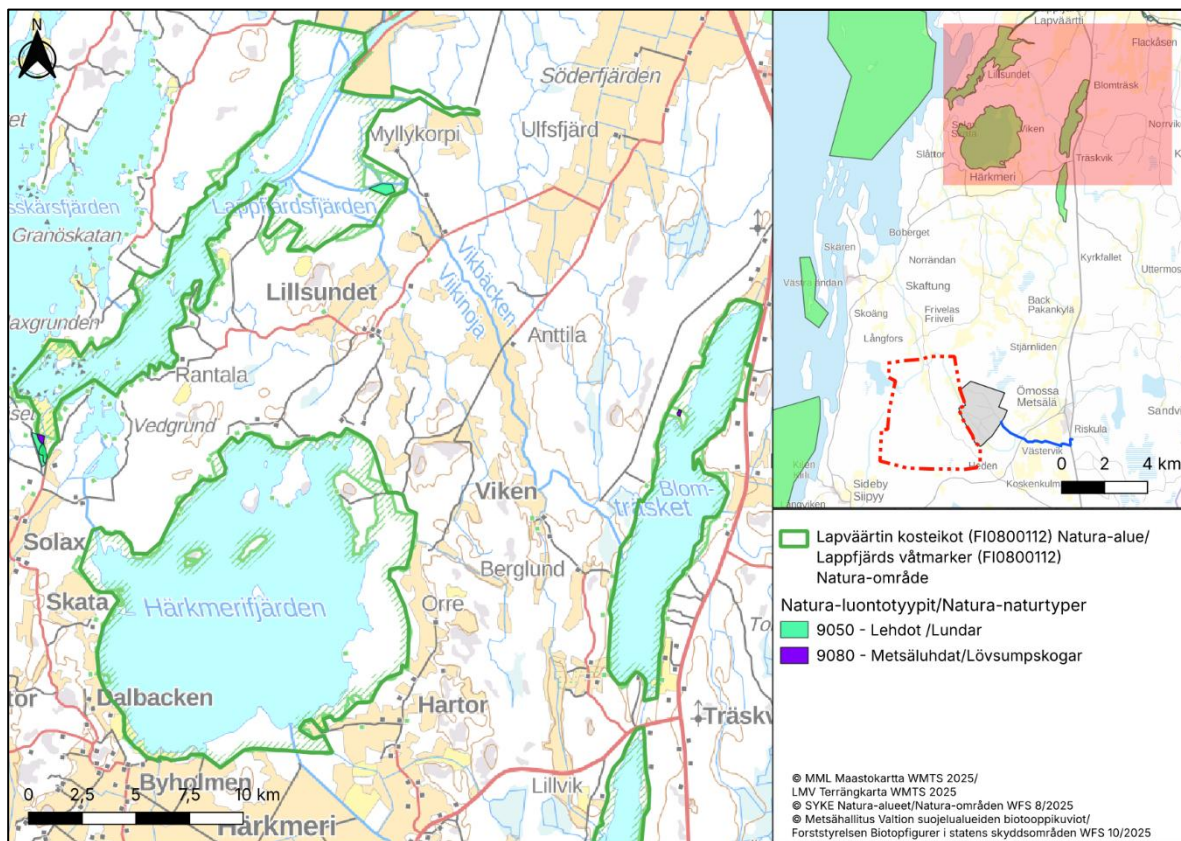 N
Söderfjärden
Myllykorpi
Ulfsfjärd
Lappfjärdsfjärden
sskärsfjärden
Granöskatan
Vikbäcken
Viikinoja
Lillsundet
Anttila
axgrunden
Rantala
set
Vedgrund
Viken
Blom-
träsket
Solax
Berglund
Skata
Härkmerifjärden
Orre
Dalbacken
Hartor
Träskv
Byholmen
Lillvik
Härkmeri
0 2,5 5 7,5 10 km
Lapväärtti
Flackåsen
Lillsundet
Blomträsk
Viken
Norrvik
Slåttor
Träskvik
Härkmeri
Böberget
Skären
Kyrkfallet
Norrändan
Uttermos
Skaftung
Back
Pakankylä
Skoäng
Frivelas
Friiveli
Långfors
Stjärnliden
Ömossa
Metsälä
Sandv
Riskula
Västervik
0 2 4 km
Sideby
Siipyy
Koskenkulm
Lapväärtin kosteikot (FI0800112) Natura-alue/
Lappfjärds våtmarker (FI0800112)
Natura-område
Natura-luontotyypit/Natura-naturtyper
9050 - Lehdot /Lundar
9080 - Metsäluhdat/Lövsumpskogar
© MML Maastokartta WMTS 2025/
LMV Terrängkarta WMTS 2025
© SYKE Natura-alueet/Natura-områden WFS 8/2025
© Metsähallitus Valtion suojelualueiden biotooppikuviot/
Forststyrelsen Biotopfigurer i statens skyddsområden WFS 10/2025